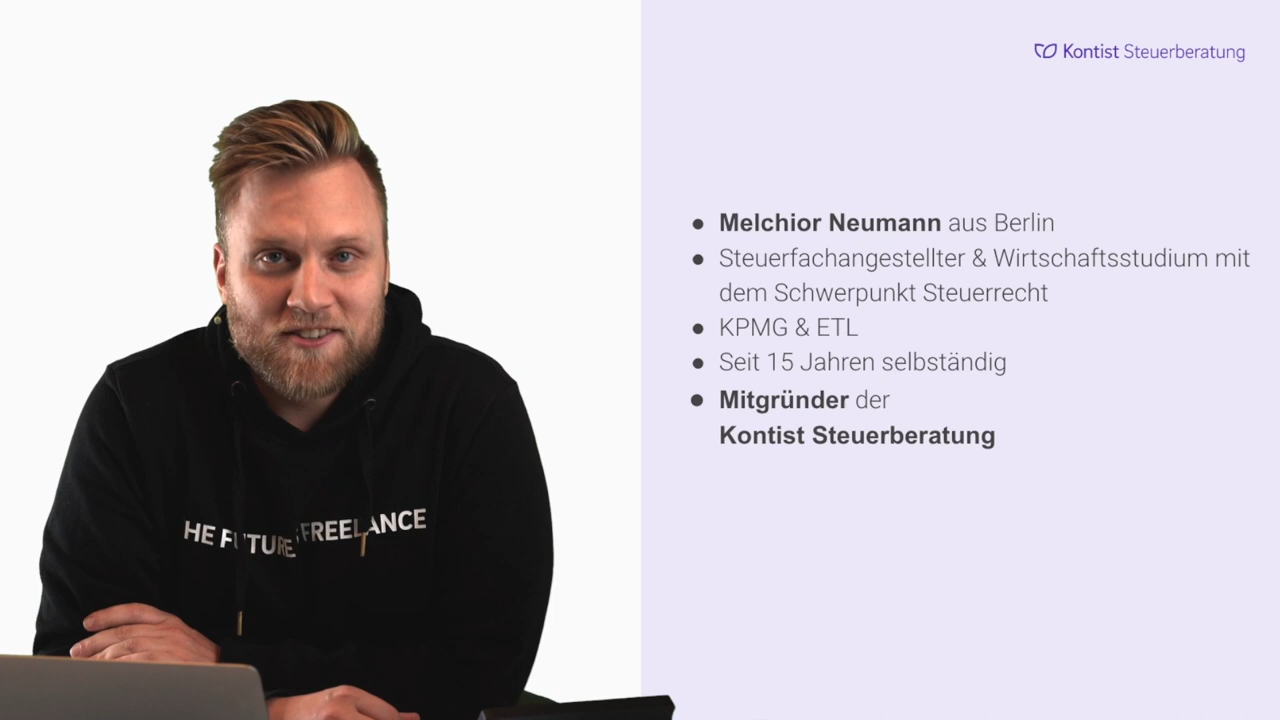 Kontist Steuerberatung
● Melchior Neumann aus Berlin
● Steuerfachangestellter & Wirtschaftsstudium mit
dem Schwerpunkt Steuerrecht
● KPMG & ETL
● Seit 15 Jahren selbständig
● Mitgründer der
Kontist Steuerberatung
HE FUTURE FREELANCE